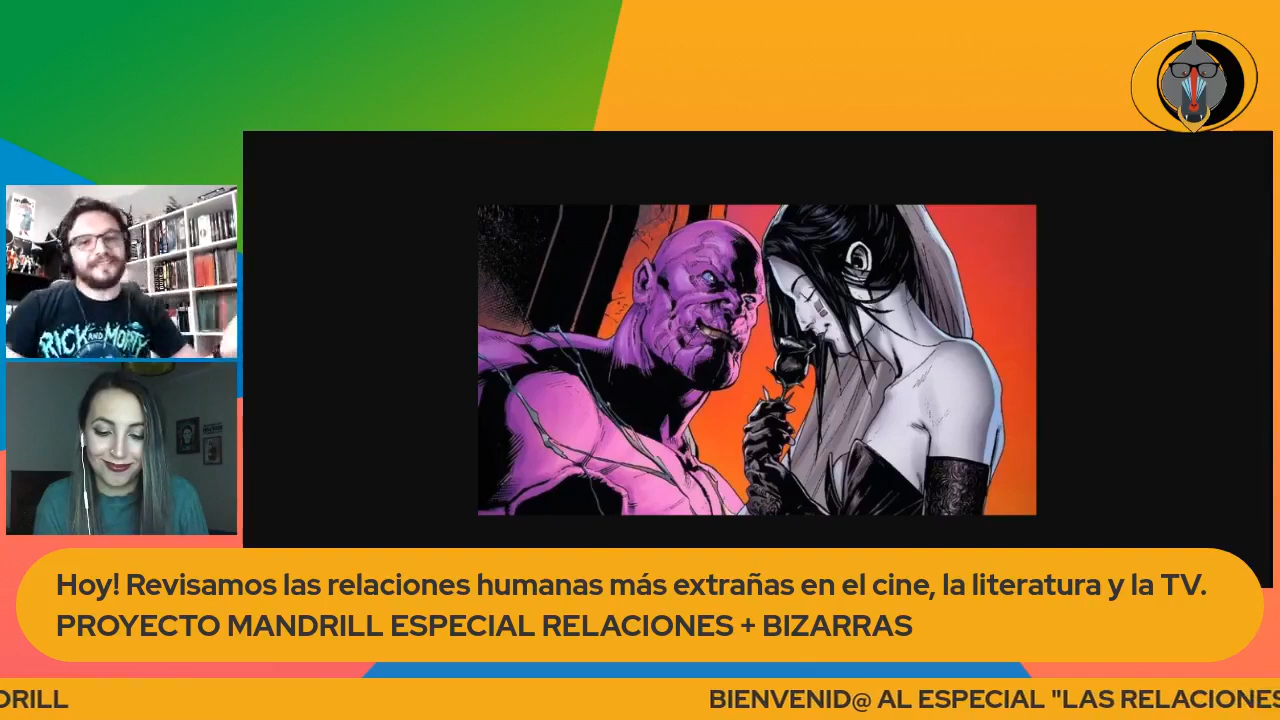 RICK AND MORTY
Hoy! Revisamos las relaciones humanas más extrañas en el cine, la literatura y la TV.
PROYECTO MANDRILL ESPECIAL RELACIONES + BIZARRAS
DRILL
BIENVENID@ AL ESPECIAL "LAS RELACIONES